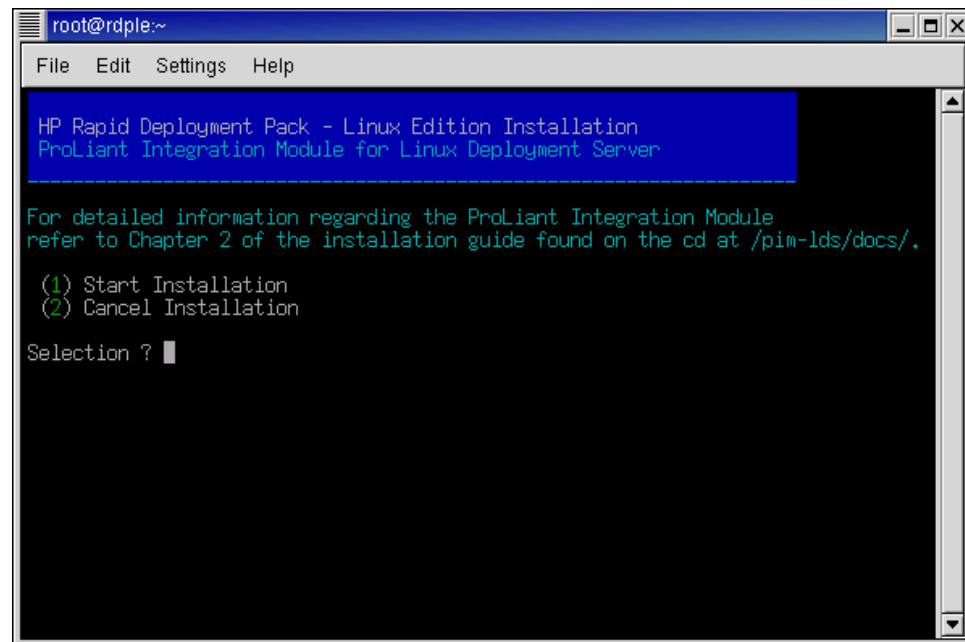 root@rdple:~
File Edit Settings Help
HP Rapid Deployment Pack - Linux Edition Installation
ProLiant Integration Module for Linux Deployment Server
--------------------------------------------------------------------
For detailed information regarding the ProLiant Integration Module
refer to Chapter 2 of the installation guide found on the cd at /pim-lds/docs/.
(1) Start Installation
(2) Cancel Installation
Selection ?